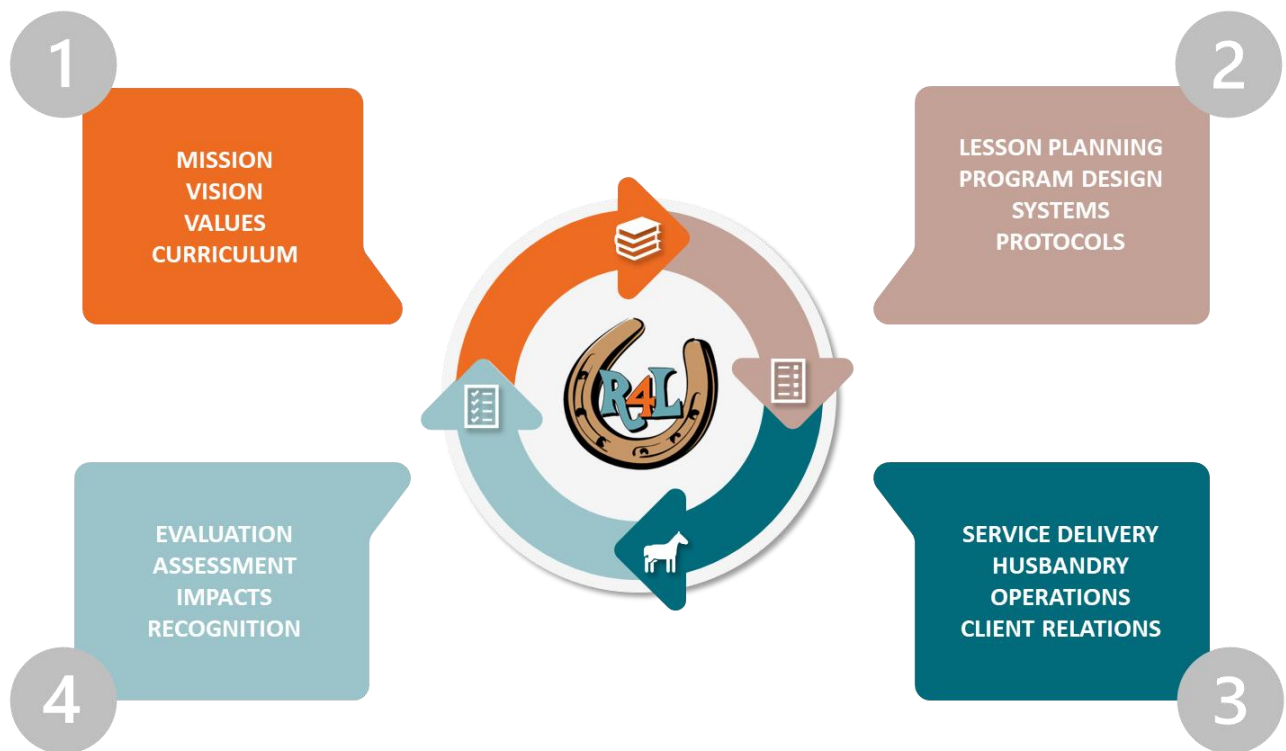 1
MISSION
VISION
VALUES
CURRICULUM
2
LESSON PLANNING
PROGRAM DESIGN
SYSTEMS
PROTOCOLS
R4L
EVALUATION
ASSESSMENT
IMPACTS
RECOGNITION
4
SERVICE DELIVERY
HUSBANDRY
OPERATIONS
CLIENT RELATIONS
3